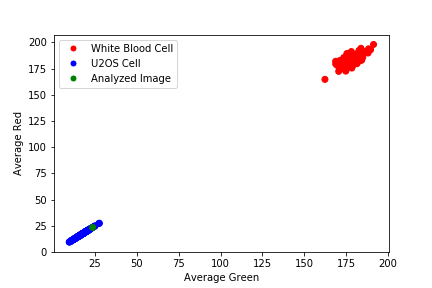 200
175
150
125
100
75
50
25
0
Average Red
White Blood Cell
U2OS Cell
Analyzed Image
25 50 75 100 125 150 175 200
Average Green